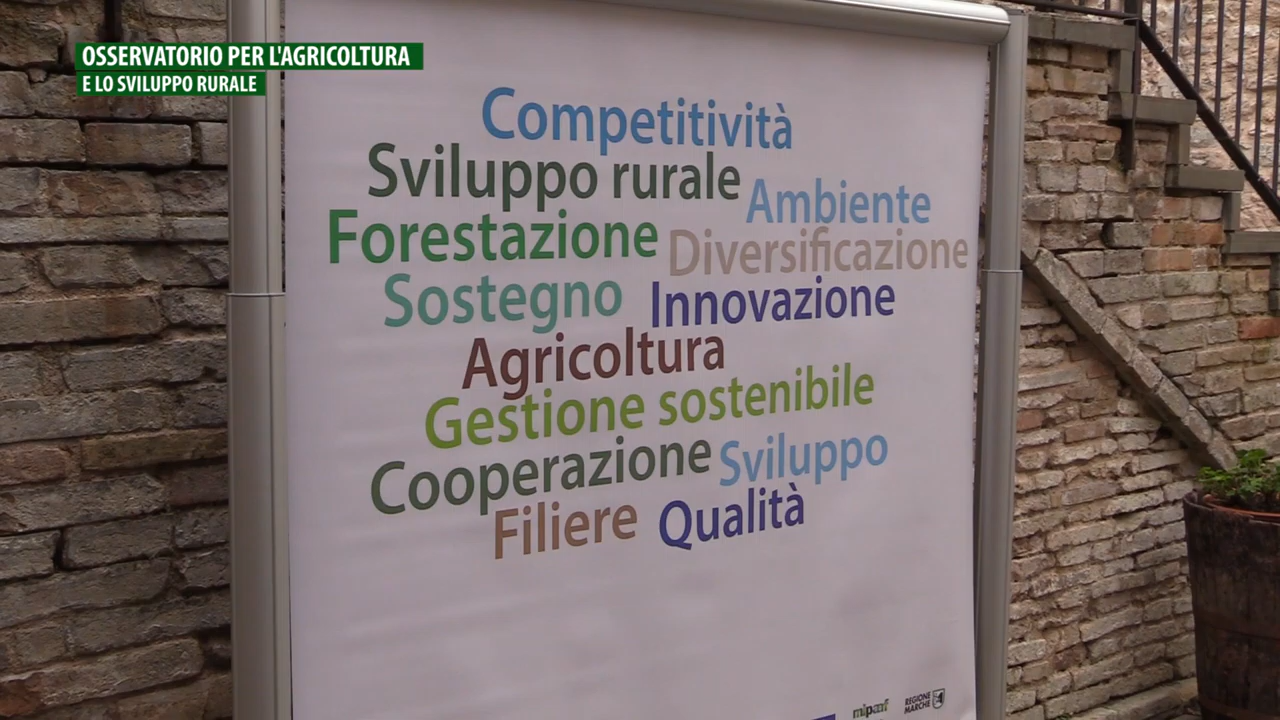 OSSERVATORIO PER L'AGRICOLTURA
E LO SVILUPPO RURALE
Competitività
Sviluppo rurale
Ambiente
Forestazione
Diversificazione
Sostegno
Innovazione
Agricoltura
Gestione sostenibile
Cooperazione
Sviluppo
Filiere
Qualità
mipaaf
REGIONE
MARCHE